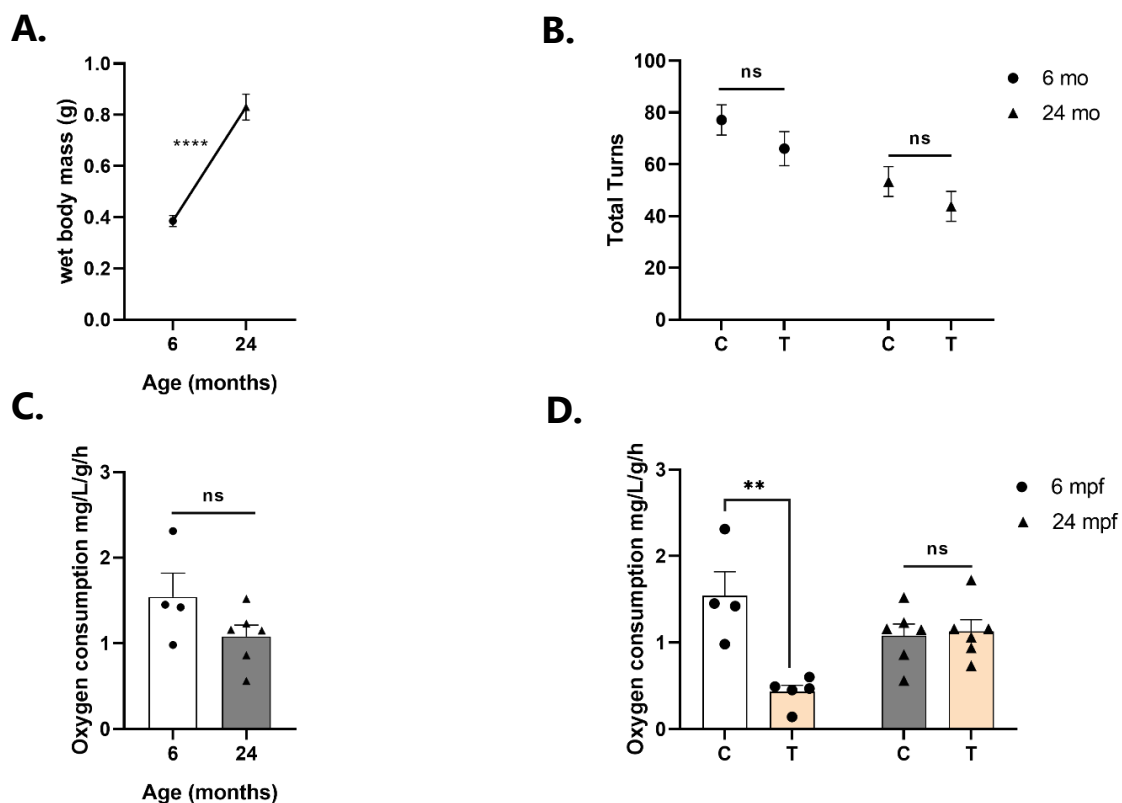 A.
wet body mass (g)
1.0
0.8
0.6
0.4
0.2
0.0
****
6 24
Age (months)
B.
Total Turns
100
80
60
40
20
0
ns
ns
C T C T
6 mo
24 mo
C.
Oxygen consumption mg/L/g/h
3
2
1
0
ns
6 24
Age (months)
D.
Oxygen consumption mg/L/g/h
3
2
1
0
**
ns
C T C T
6 mpf
24 mpf